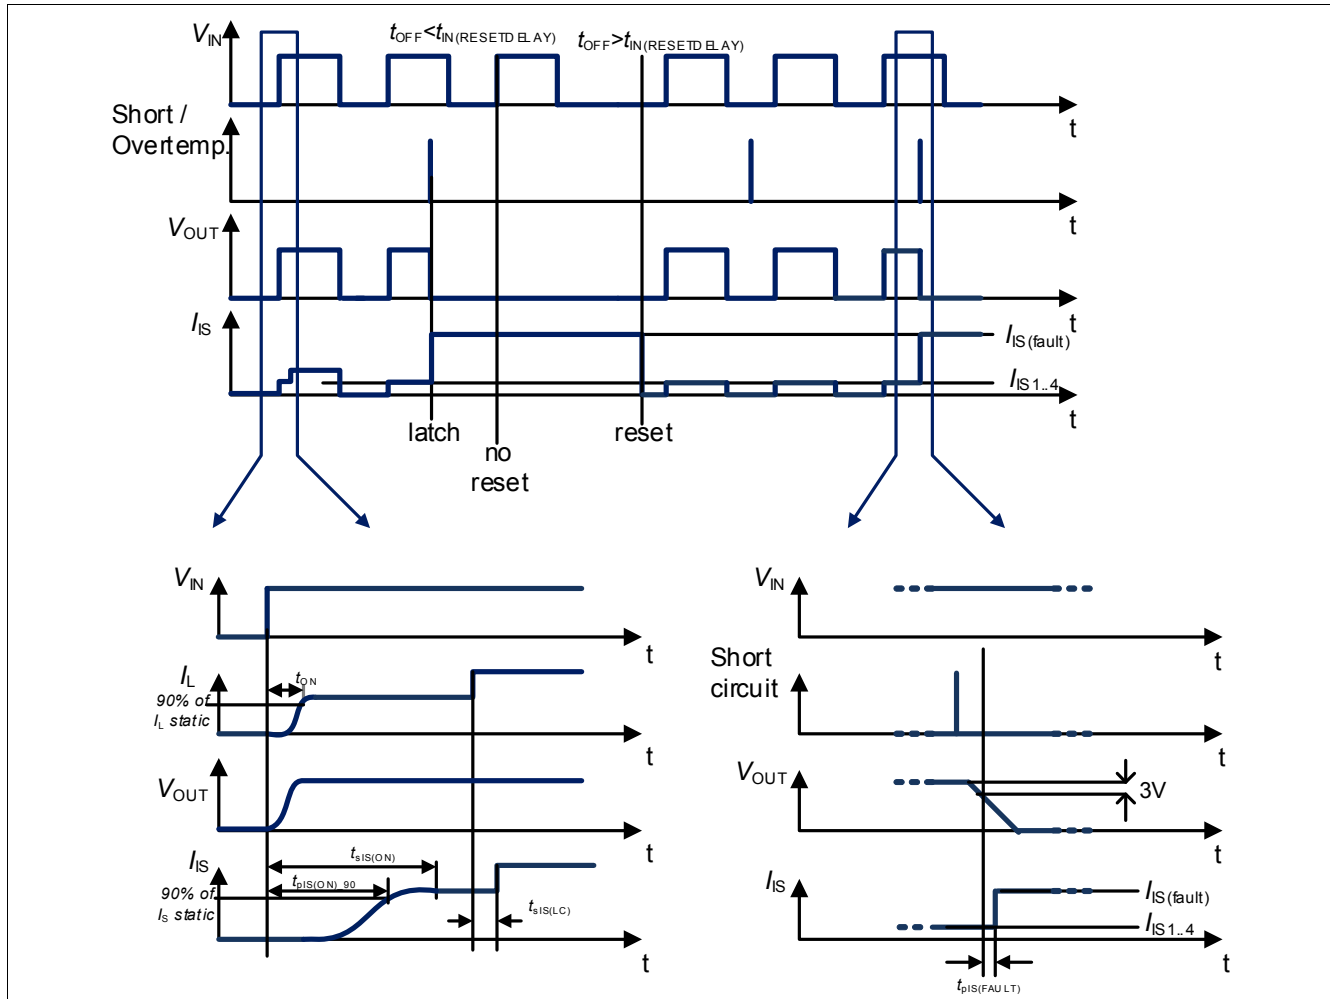 VIN
tOFF<tIN(RESETDELAY)
tOFF>tIN(RESETDELAY)
t
Short /
Overtemp.
t
VOUT
t
IIS
IIS(fault)
IIS1..4
t
latch
no
reset
reset
VIN
t
IL
tON
90% of
IL static
t
VOUT
t
IIS
tsIS(ON)
tpIS(ON)_90
90% of
IS static
tsIS(LC)
t
VIN
t
Short
circuit
t
VOUT
3V
t
IIS
IIS(fault)
IIS1..4
t
tpIS(FAULT)